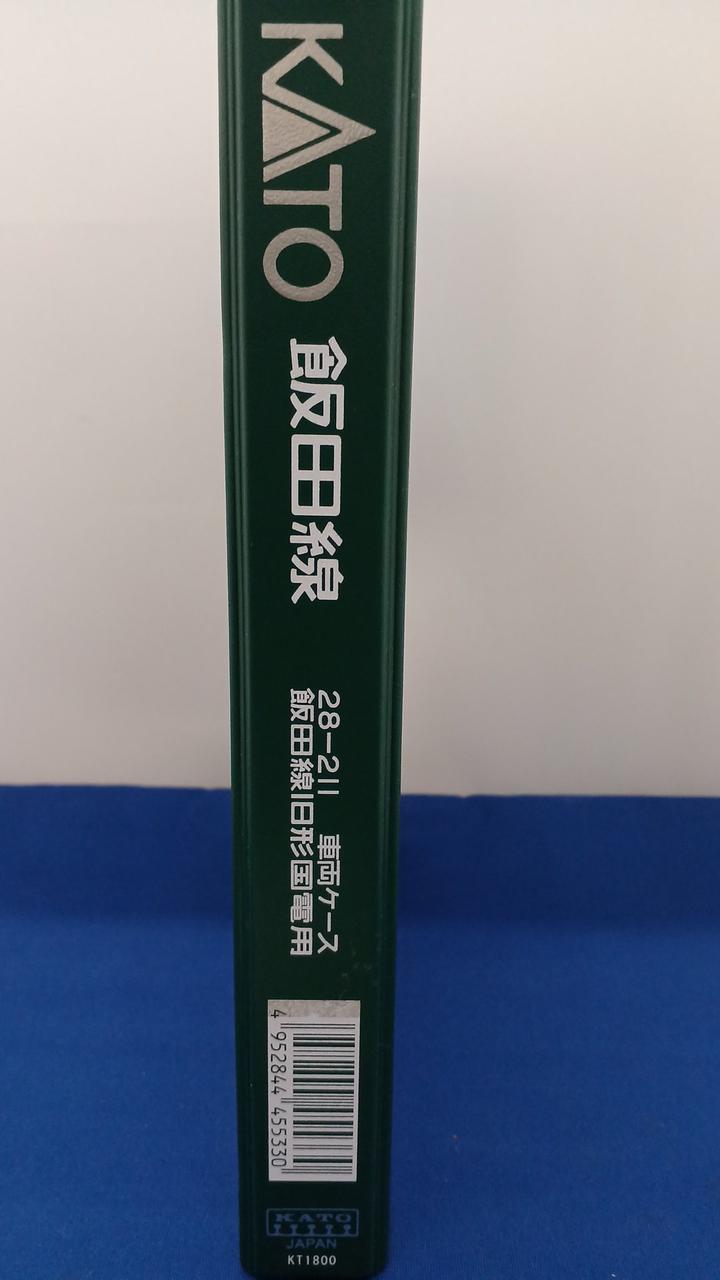 KATO
飯田線
28-211 車両ケース
飯田線旧形国電用
4 952844 455330
KATO
JAPAN
KT1800